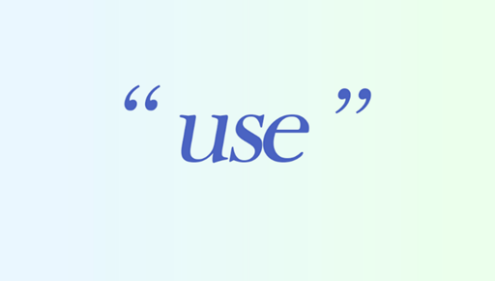 “ use ”